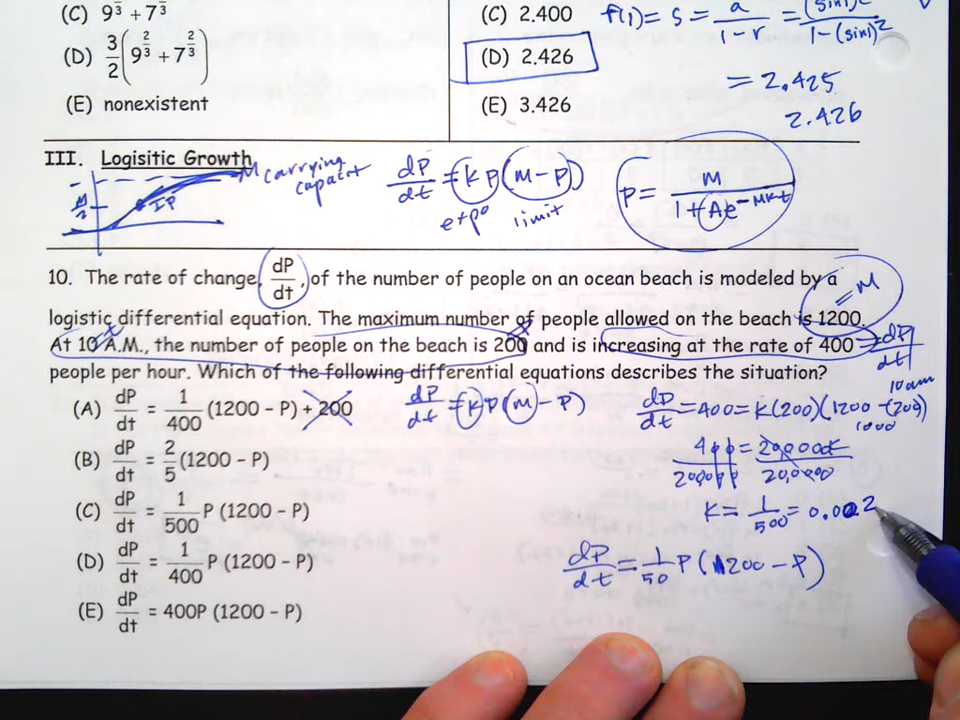 (C) 9^(1/3) + 7^(1/3)
(D) 3/2 (9^(2/3) + 7^(2/3))
(E) nonexistent
(C) 2.400
(D) 2.426
(E) 3.426
f(1) = S = a/(1-r) = (sin1)²/(1-(sin1)²
= 2.425
2.426
III. Logisitic Growth
M carrying
capacity
M/2
IP
dP/dt = kP(M-P)
expo limit
P = M/(1+Ae^(-Mkt))
10. The rate of change, dP/dt, of the number of people on an ocean beach is modeled by a
= M
logistic differential equation. The maximum number of people allowed on the beach is 1200.
At 10 A.M., the number of people on the beach is 200 and is increasing at the rate of 400
people per hour. Which of the following differential equations describes the situation?
= dP/dt |
10am
(A) dP/dt = 1/400 (1200 - P) + 200
(B) dP/dt = 2/5 (1200 - P)
(C) dP/dt = 1/500 P (1200 - P)
(D) dP/dt = 1/400 P (1200 - P)
(E) dP/dt = 400P (1200 - P)
dP/dt = kP(M - P)
dP/dt = 400 = K(200)(1200 - (200)
1000
400/200000 = 200000K/200000
K = 1/500 = 0.002
dP/dt = 1/50 P(1200 - P)